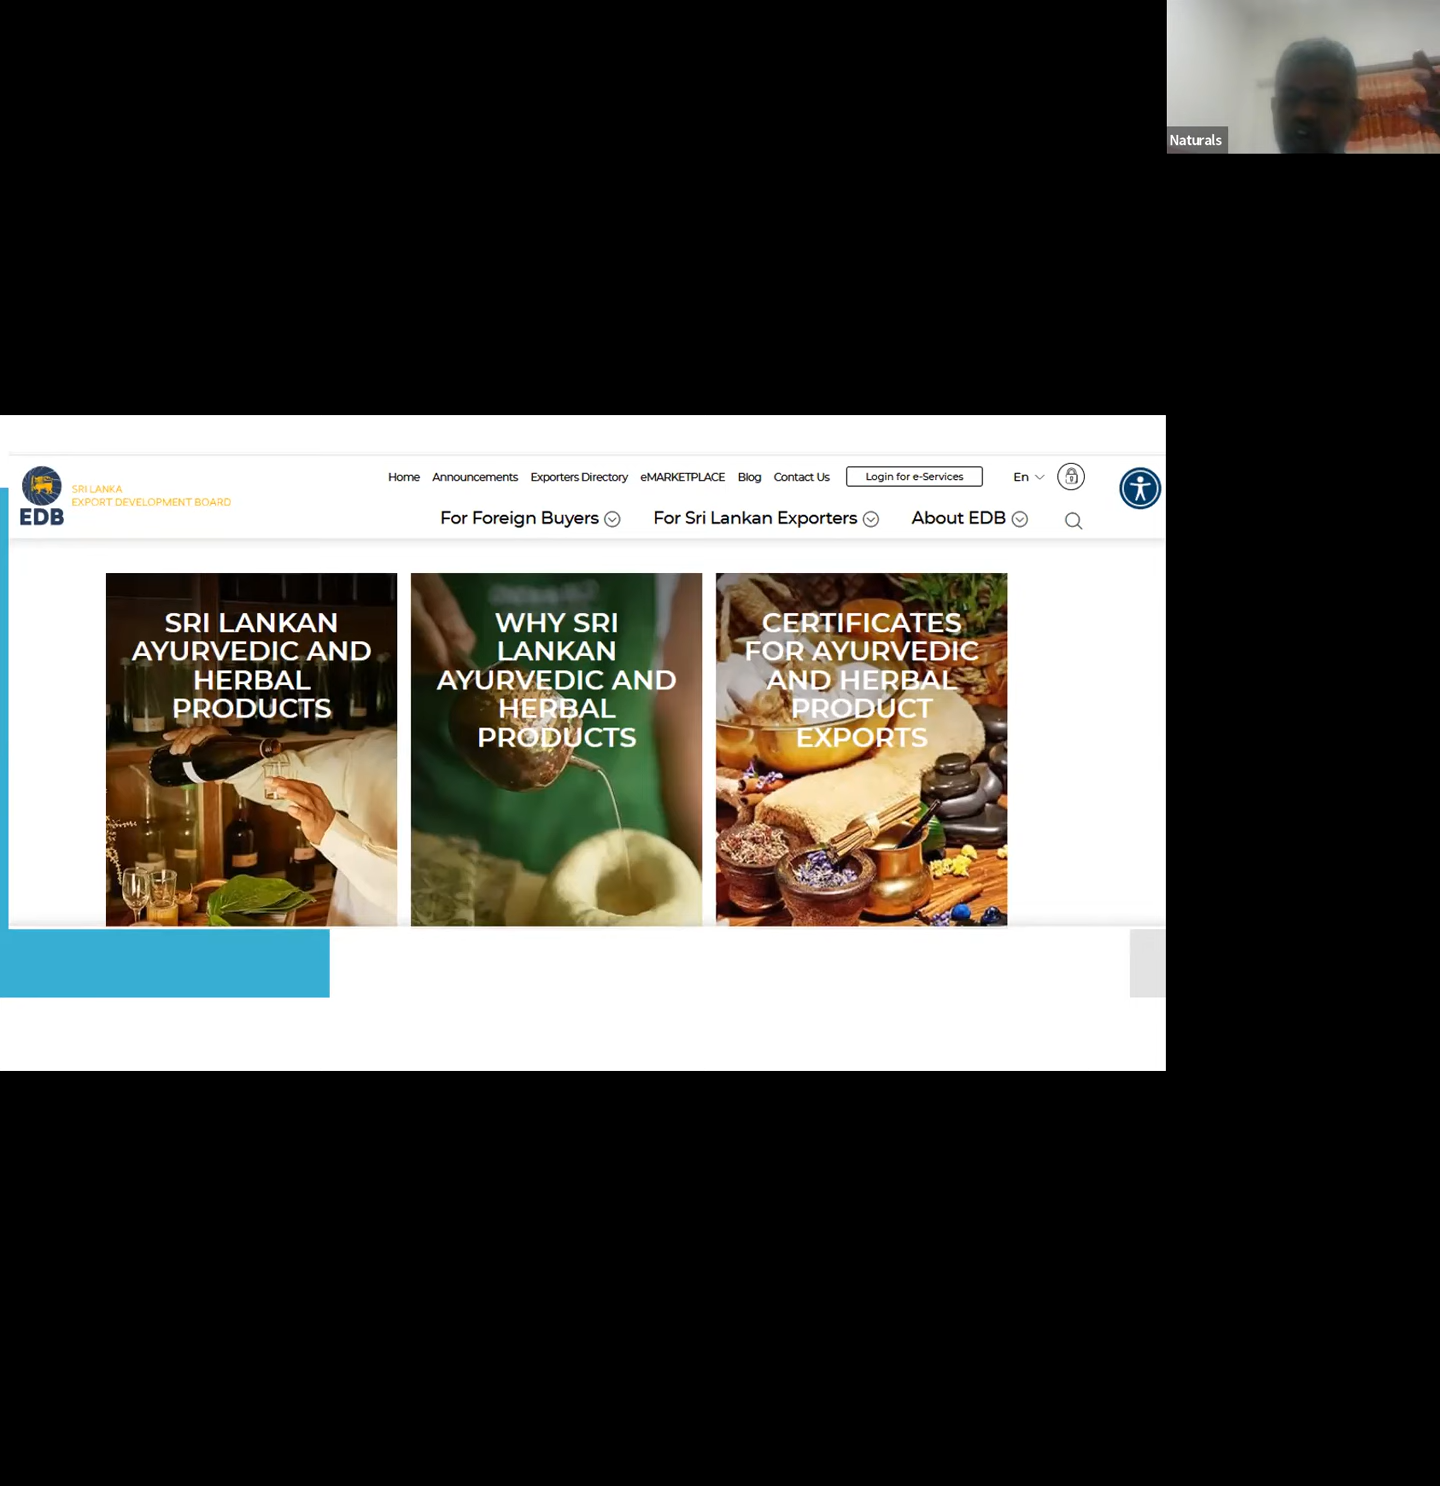 Naturals
SRI LANKA
EXPORT DEVELOPMENT BOARD
EDB
Home Announcements Exporters Directory eMARKETPLACE Blog Contact Us Login for e-Services En
For Foreign Buyers For Sri Lankan Exporters About EDB
SRI LANKAN
AYURVEDIC AND
HERBAL
PRODUCTS
WHY SRI
LANKAN
AYURVEDIC AND
HERBAL
PRODUCTS
CERTIFICATES
FOR AYURVEDIC
AND HERBAL
PRODUCT
EXPORTS